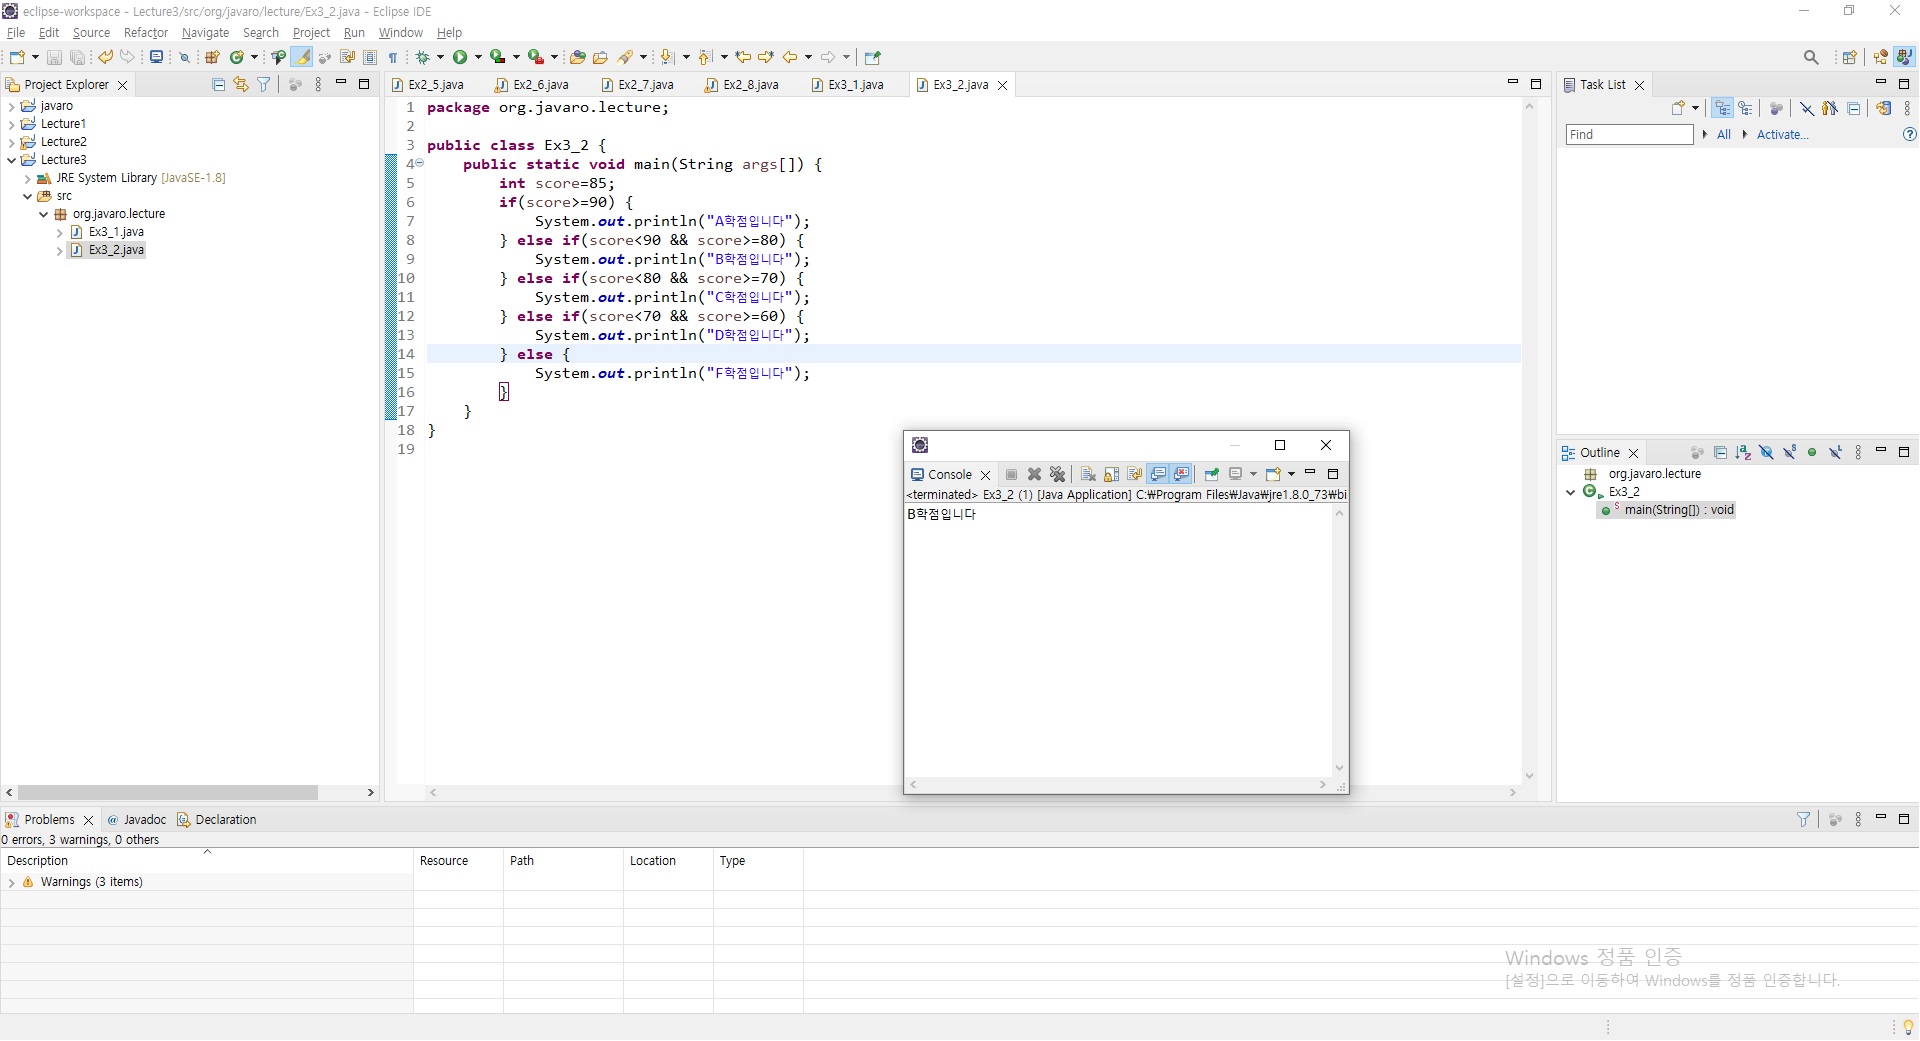 eclipse-workspace - Lecture3/src/org/javaro/lecture/Ex3_2.java - Eclipse IDE
File Edit Source Refactor Navigate Search Project Run Window Help
Project Explorer
javaro
Lecture1
Lecture2
Lecture3
JRE System Library [JavaSE-1.8]
src
org.javaro.lecture
Ex3_1.java
Ex3_2.java
Ex2_5.java Ex2_6.java Ex2_7.java Ex2_8.java Ex3_1.java Ex3_2.java
1 package org.javaro.lecture;
2
3 public class Ex3_2 {
4 public static void main(String args[]) {
5 int score=85;
6 if(score>=90) {
7 System.out.println("A학점입니다");
8 } else if(score<90 && score>=80) {
9 System.out.println("B학점입니다");
10 } else if(score<80 && score>=70) {
11 System.out.println("C학점입니다");
12 } else if(score<70 && score>=60) {
13 System.out.println("D학점입니다");
14 } else {
15 System.out.println("F학점입니다");
16 }
17 }
18 }
19
Console
<terminated> Ex3_2 (1) [Java Application] C:₩Program Files₩Java₩jre1.8.0_73₩bi
B학점입니다
Task List
Find All Activate...
Outline
org.javaro.lecture
Ex3_2
main(String[]) : void
Problems Javadoc Declaration
0 errors, 3 warnings, 0 others
Description Resource Path Location Type
Warnings (3 items)
Windows 정품 인증
[설정]으로 이동하여 Windows를 정품 인증합니다.